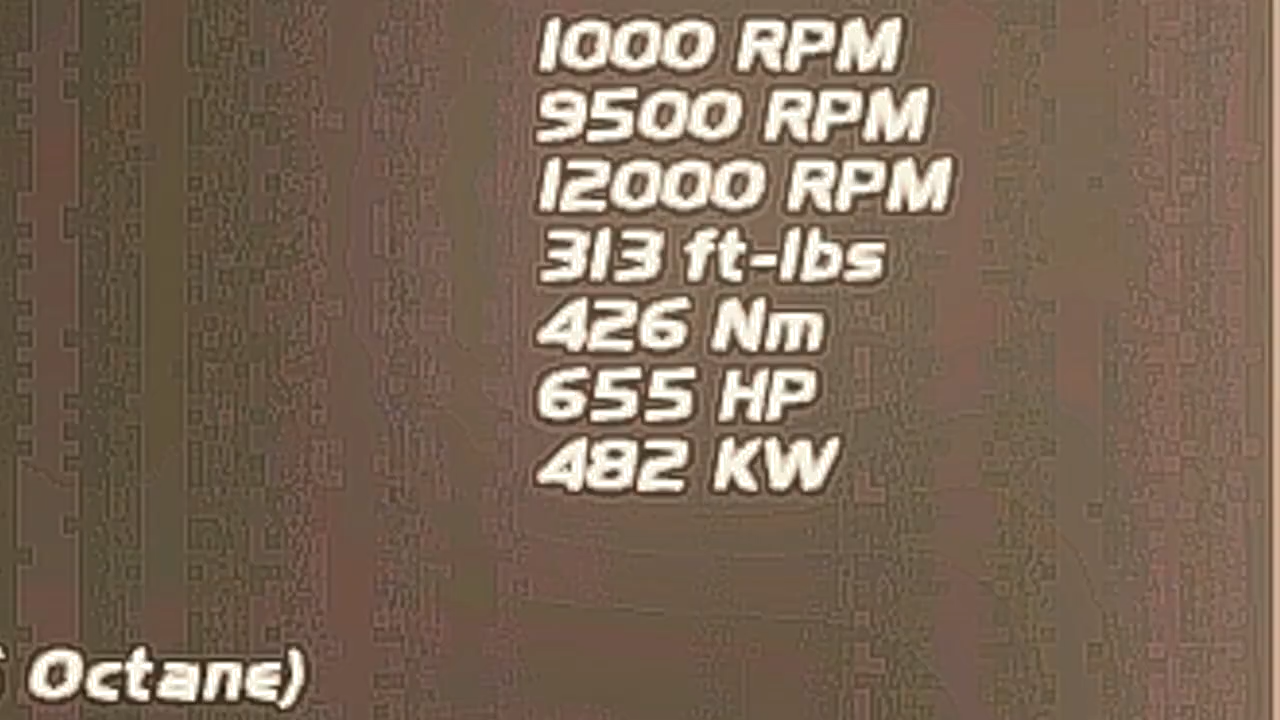 1000 RPM
9500 RPM
12000 RPM
313 ft-lbs
426 Nm
655 HP
482 KW
Octane)